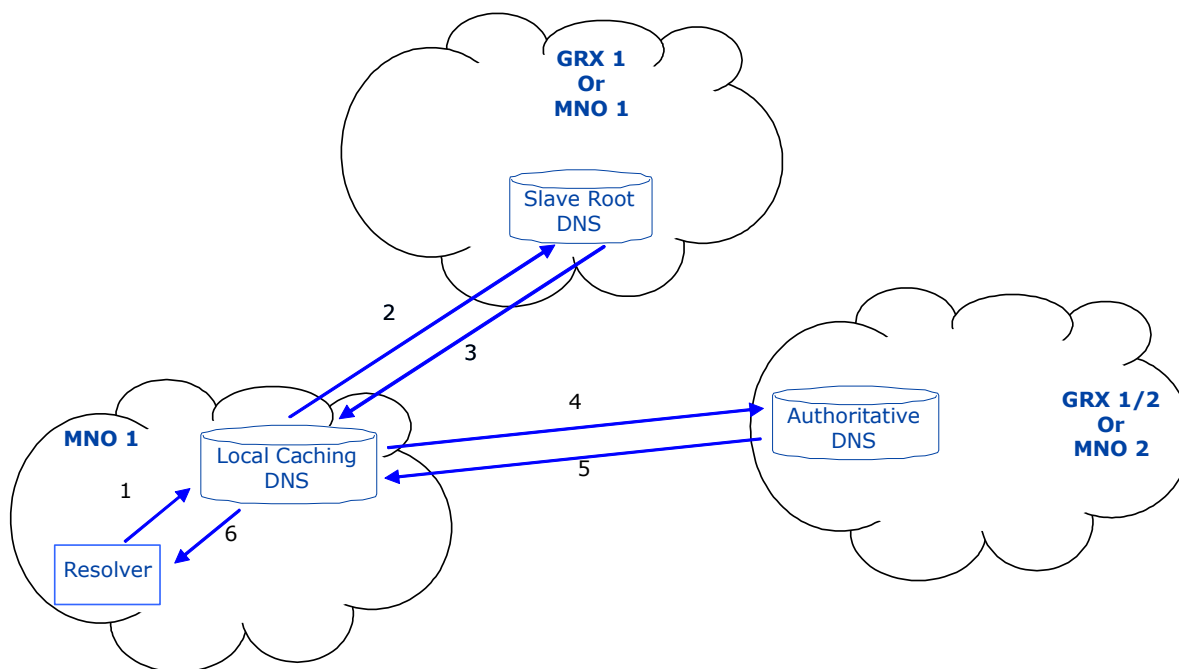 GRX 1
Or
MNO 1
Slave Root
DNS
2
3
4
5
MNO 1
Local Caching
DNS
1
6
Resolver
Authoritative
DNS
GRX 1/2
Or
MNO 2